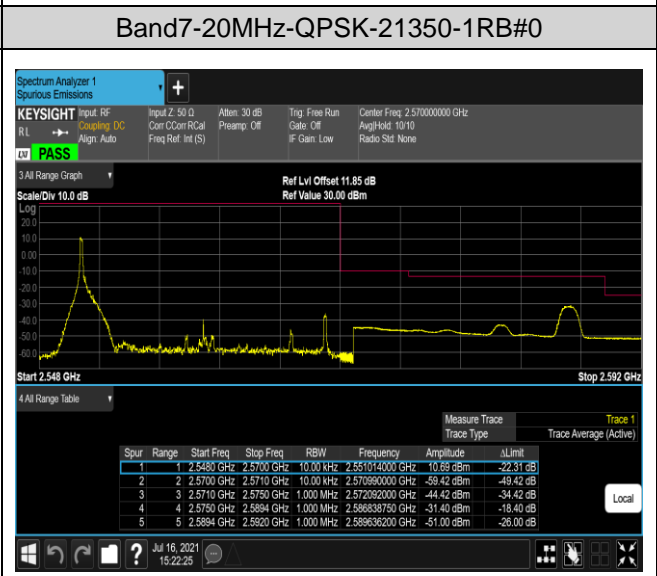 Band7-20MHz-QPSK-21350-1RB#0
Spectrum Analyzer 1
Spurious Emissions
+
KEYSIGHT Input: RF Input Z: 50 Ω Atten: 30 dB Trig: Free Run Center Freq: 2.570000000 GHz
RL Coupling: DC Corr CCorr RCal Preamp: Off Gate: Off Avg|Hold: 10/10
Align: Auto Freq Ref: Int (S) IF Gain: Low Radio Std: None
LXI PASS
3 All Range Graph
Ref Lvl Offset 11.85 dB
Scale/Div 10.0 dB Ref Value 30.00 dBm
Log
20.0
10.0
0.00
-10.0
-20.0
-30.0
-40.0
-50.0
-60.0
Start 2.548 GHz Stop 2.592 GHz
4 All Range Table
Measure Trace Trace 1
Trace Type Trace Average (Active)
Spur Range Start Freq Stop Freq RBW Frequency Amplitude ΔLimit
1 1 2.5480 GHz 2.5700 GHz 10.00 kHz 2.551014000 GHz 10.69 dBm -22.31 dB
2 2 2.5700 GHz 2.5710 GHz 10.00 kHz 2.570990000 GHz -59.42 dBm -49.42 dB
3 3 2.5710 GHz 2.5750 GHz 1.000 MHz 2.572092000 GHz -44.42 dBm -34.42 dB
4 4 2.5750 GHz 2.5894 GHz 1.000 MHz 2.586838750 GHz -31.40 dBm -18.40 dB
5 5 2.5894 GHz 2.5920 GHz 1.000 MHz 2.589636200 GHz -51.00 dBm -26.00 dB
Local
? Jul 16, 2021
15:22:25